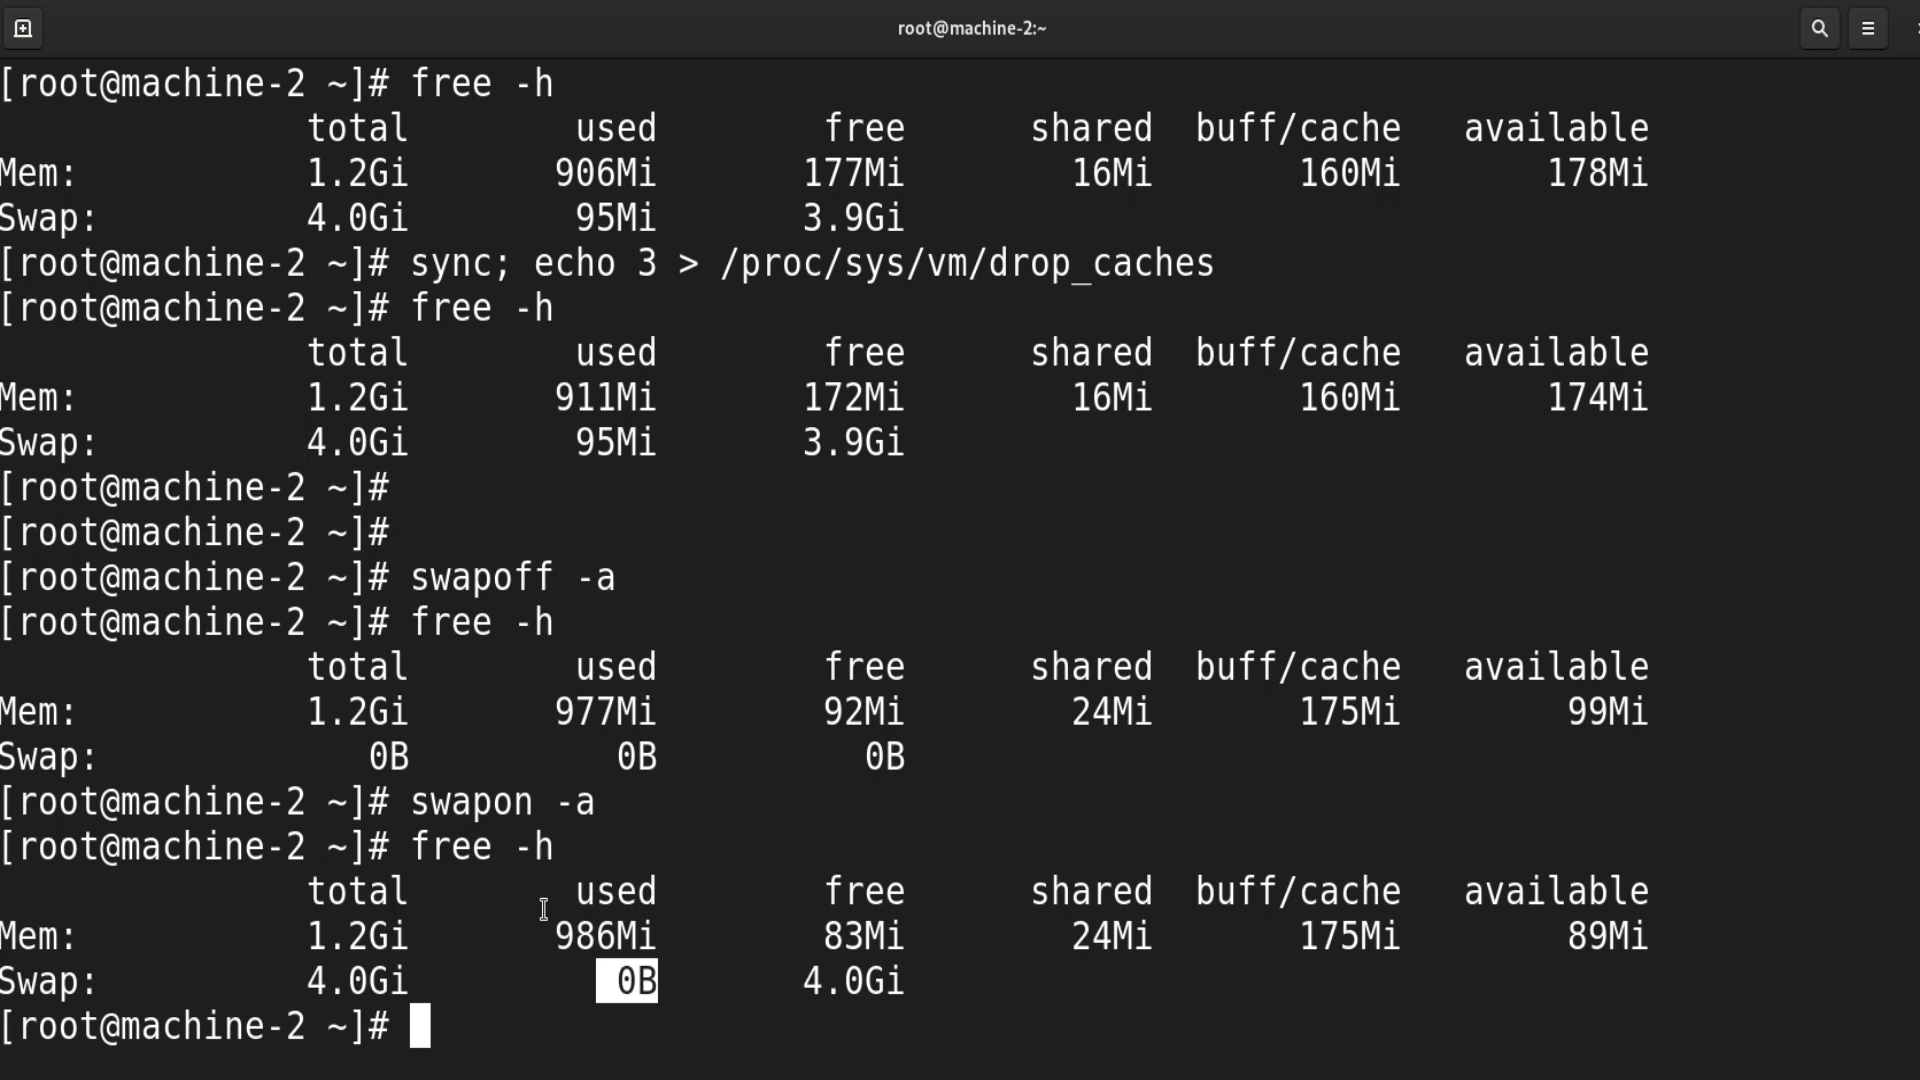 root@machine-2:~
[root@machine-2 ~]# free -h
total used free shared buff/cache available
Mem: 1.2Gi 906Mi 177Mi 16Mi 160Mi 178Mi
Swap: 4.0Gi 95Mi 3.9Gi
[root@machine-2 ~]# sync; echo 3 > /proc/sys/vm/drop_caches
[root@machine-2 ~]# free -h
total used free shared buff/cache available
Mem: 1.2Gi 911Mi 172Mi 16Mi 160Mi 174Mi
Swap: 4.0Gi 95Mi 3.9Gi
[root@machine-2 ~]#
[root@machine-2 ~]#
[root@machine-2 ~]# swapoff -a
[root@machine-2 ~]# free -h
total used free shared buff/cache available
Mem: 1.2Gi 977Mi 92Mi 24Mi 175Mi 99Mi
Swap: 0B 0B 0B
[root@machine-2 ~]# swapon -a
[root@machine-2 ~]# free -h
total used free shared buff/cache available
Mem: 1.2Gi 986Mi 83Mi 24Mi 175Mi 89Mi
Swap: 4.0Gi 0B 4.0Gi
[root@machine-2 ~]#